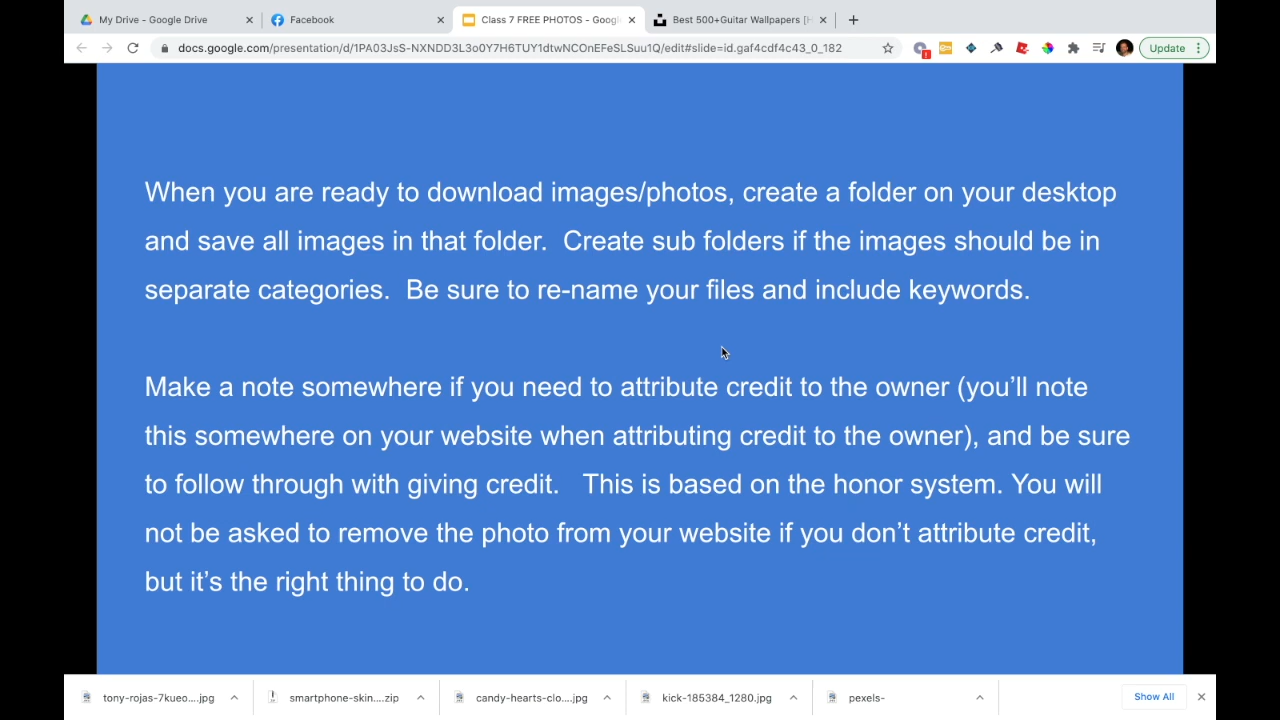 My Drive - Google Drive
Facebook
Class 7 FREE PHOTOS - Googl
Best 500+Guitar Wallpapers [H
docs.google.com/presentation/d/1PA03JsS-NXNDD3L3o0Y7H6TUY1dtwNCOnEFeSLSuu1Q/edit#slide=id.gaf4cdf4c43_0_182
Update
When you are ready to download images/photos, create a folder on your desktop
and save all images in that folder.  Create sub folders if the images should be in
separate categories.  Be sure to re-name your files and include keywords.
Make a note somewhere if you need to attribute credit to the owner (you’ll note
this somewhere on your website when attributing credit to the owner), and be sure
to follow through with giving credit.   This is based on the honor system. You will
not be asked to remove the photo from your website if you don’t attribute credit,
but it’s the right thing to do.
tony-rojas-7kueo....jpg
smartphone-skin....zip
candy-hearts-clo....jpg
kick-185384_1280.jpg
pexels-
Show All